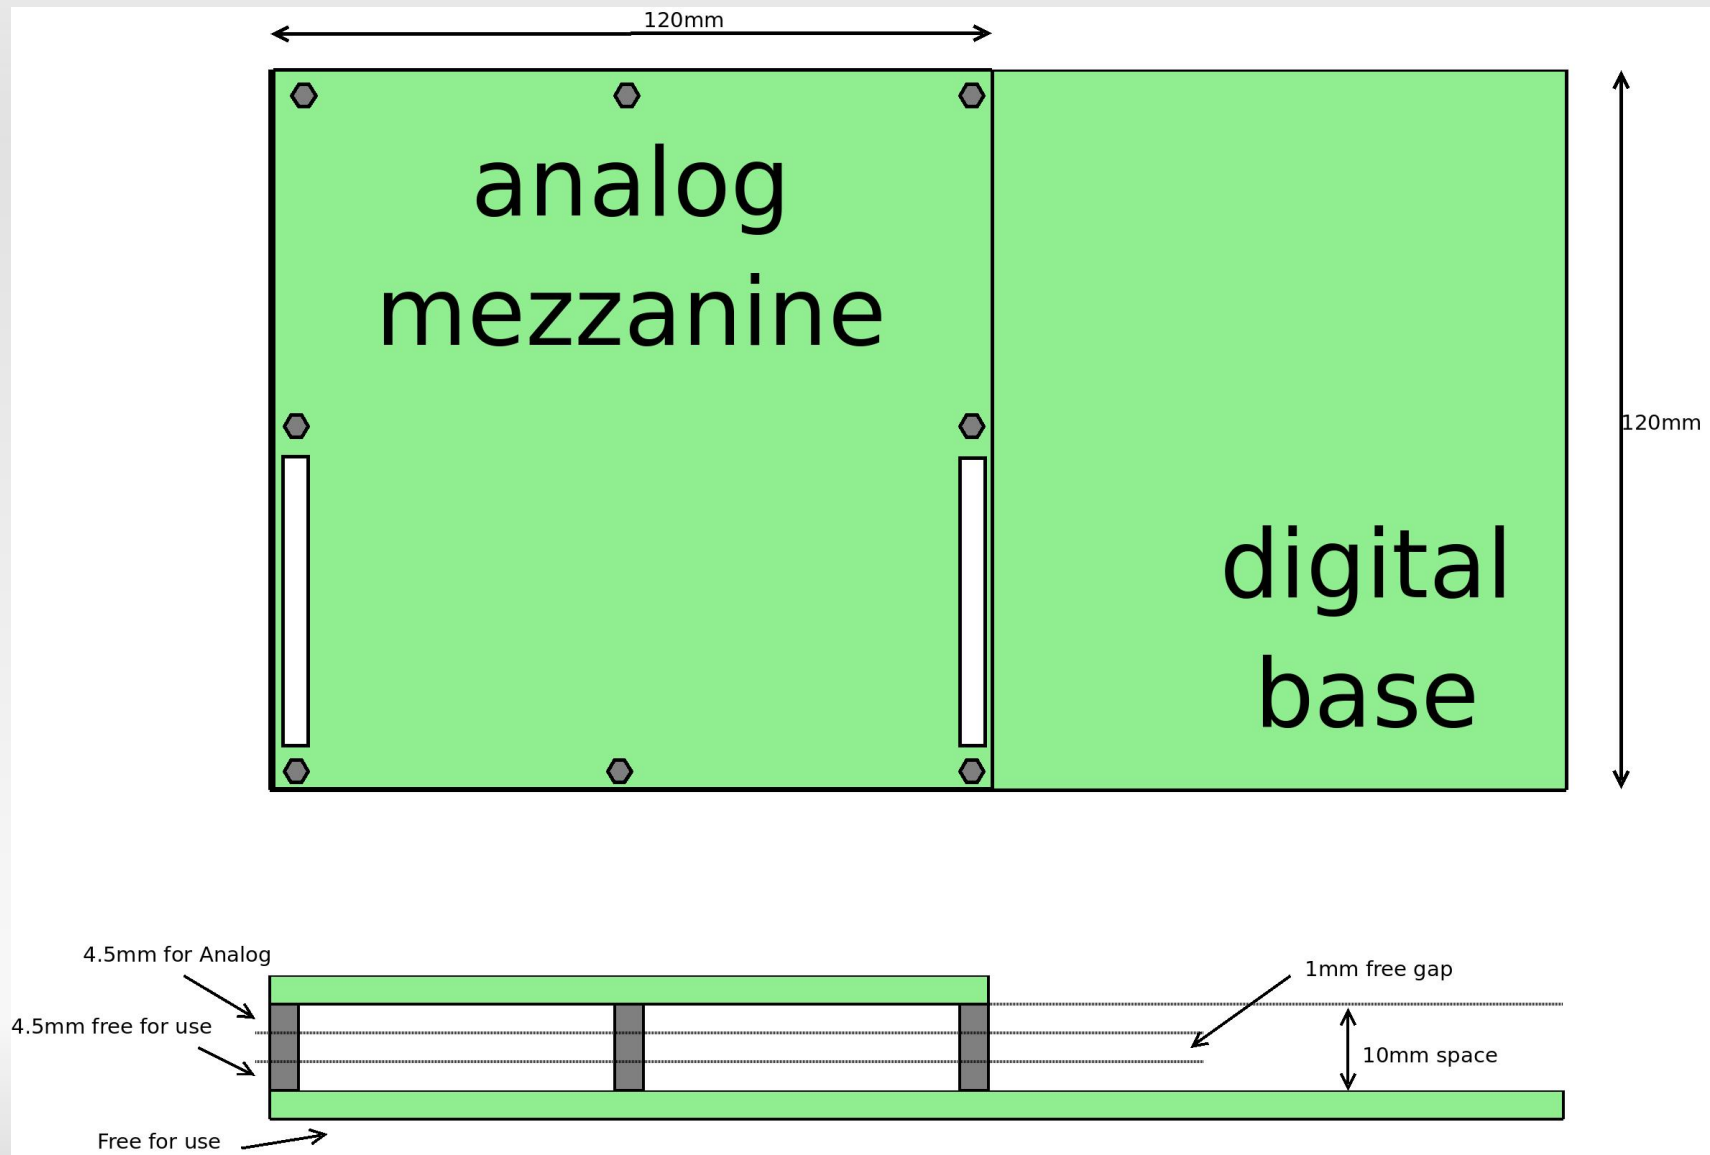 120mm
analog
mezzanine
120mm
digital
base
4.5mm for Analog
1mm free gap
4.5mm free for use
10mm space
Free for use